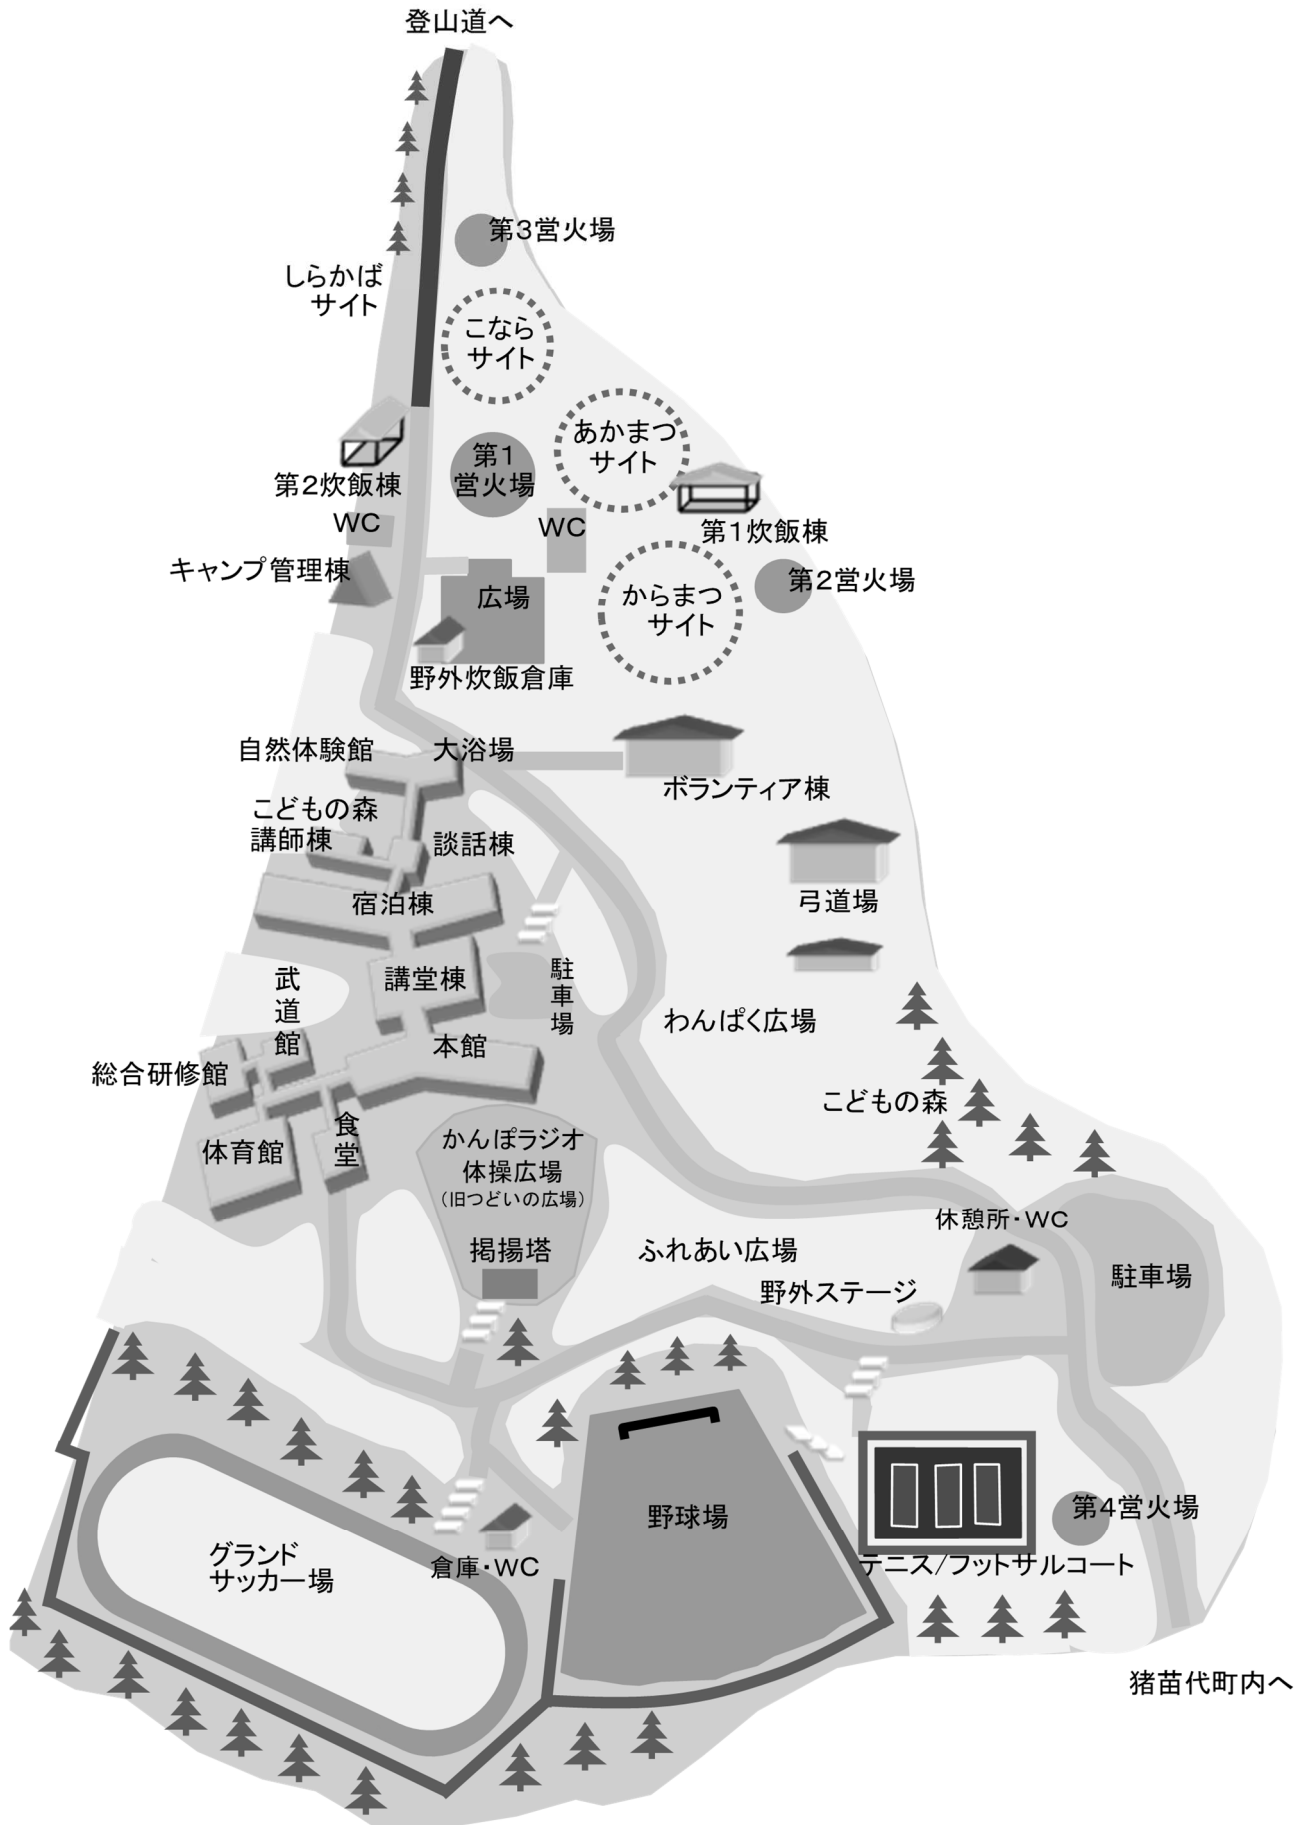 登山道へ
第3営火場
しらかば
サイト
こなら
サイト
あかまつ
サイト
第1
営火場
第2炊飯棟
WC
WC
第1炊飯棟
キャンプ管理棟
広場
からまつ
サイト
第2営火場
野外炊飯倉庫
自然体験館
大浴場
ボランティア棟
こどもの森
講師棟
談話棟
宿泊棟
弓道場
武道館
講堂棟
駐車場
わんぱく広場
本館
総合研修館
こどもの森
体育館
食堂
かんぽラジオ
体操広場
(旧つどいの広場)
掲揚塔
ふれあい広場
休憩所・WC
野外ステージ
駐車場
野球場
第4営火場
グランド
サッカー場
倉庫・WC
テニス/フットサルコート
猪苗代町内へ